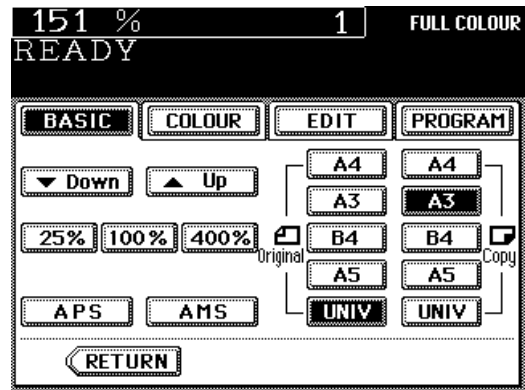 151 % 1 FULL COLOUR
READY
BASIC COLOUR EDIT PROGRAM
A4 A4
▼ Down ▲ Up
A3 A3
25% 100% 400% B4 B4
Original Copy
A5 A5
APS AMS UNIV UNIV
RETURN